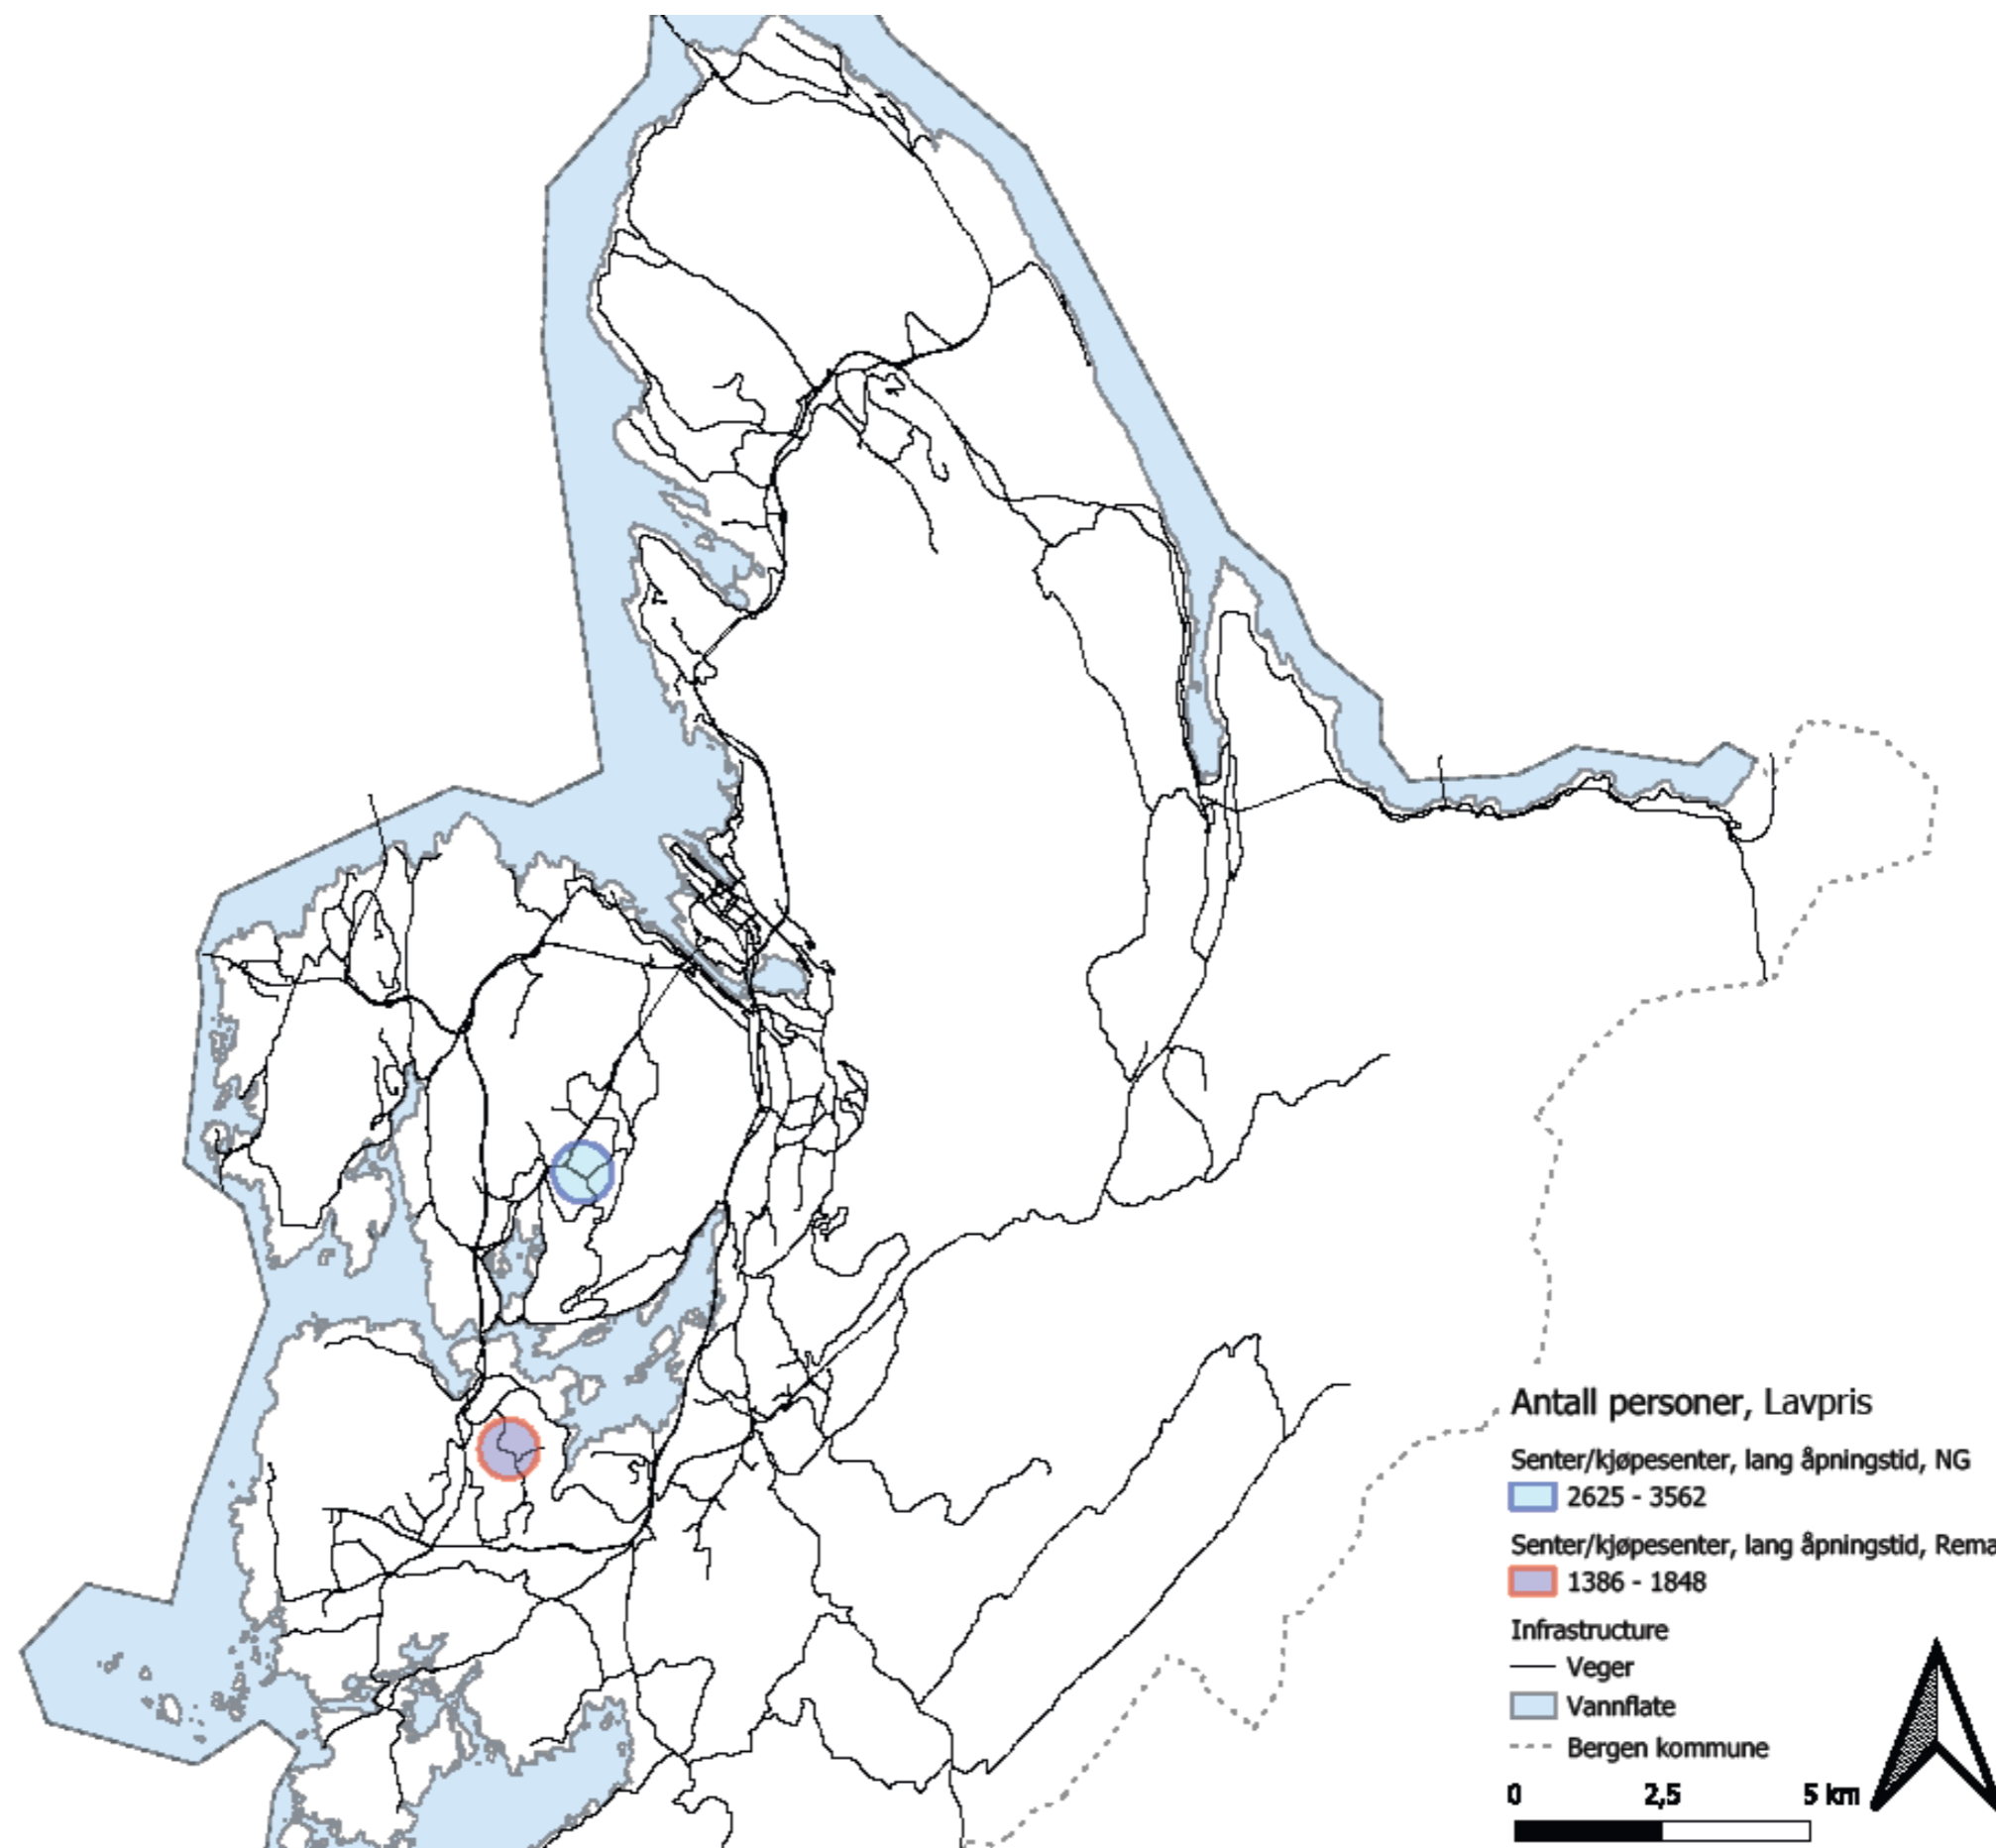 Antall personer, Lavpris
Senter/kjøpesenter, lang åpningstid, NG
2625 - 3562
Senter/kjøpesenter, lang åpningstid, Rema
1386 - 1848
Infrastructure
Veger
Vannflate
Bergen kommune
0 2,5 5 km